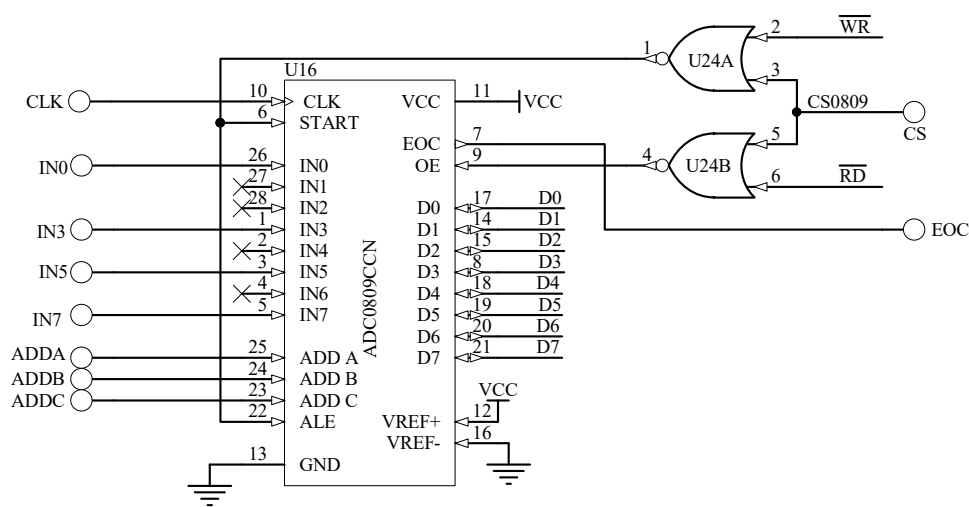 U16
ADC0809CCN
CLK 10 CLK
6 START
IN0 26 IN0
27 IN1
28 IN2
IN3 1 IN3
2 IN4
IN5 3 IN5
4 IN6
IN7 5 IN7
ADDA 25 ADD A
ADDB 24 ADD B
ADDC 23 ADD C
22 ALE
13 GND
VCC 11 VCC
EOC 7
OE 9
D0 17 D0
D1 14 D1
D2 15 D2
D3 8 D3
D4 18 D4
D5 19 D5
D6 20 D6
D7 21 D7
VCC
VREF+ 12
VREF- 16
1 U24A 2 WR
3
CS0809
CS
4 U24B 5
6 RD
EOC